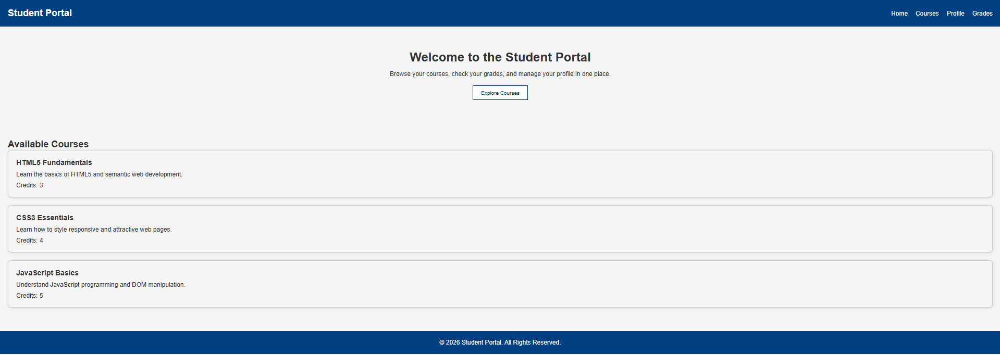 Student Portal
Home Courses Profile Grades
Welcome to the Student Portal
Browse your courses, check your grades, and manage your profile in one place.
Explore Courses
Available Courses
HTML5 Fundamentals
Learn the basics of HTML5 and semantic web development.
Credits: 3
CSS3 Essentials
Learn how to style responsive and attractive web pages.
Credits: 4
JavaScript Basics
Understand JavaScript programming and DOM manipulation.
Credits: 5
© 2026 Student Portal. All Rights Reserved.